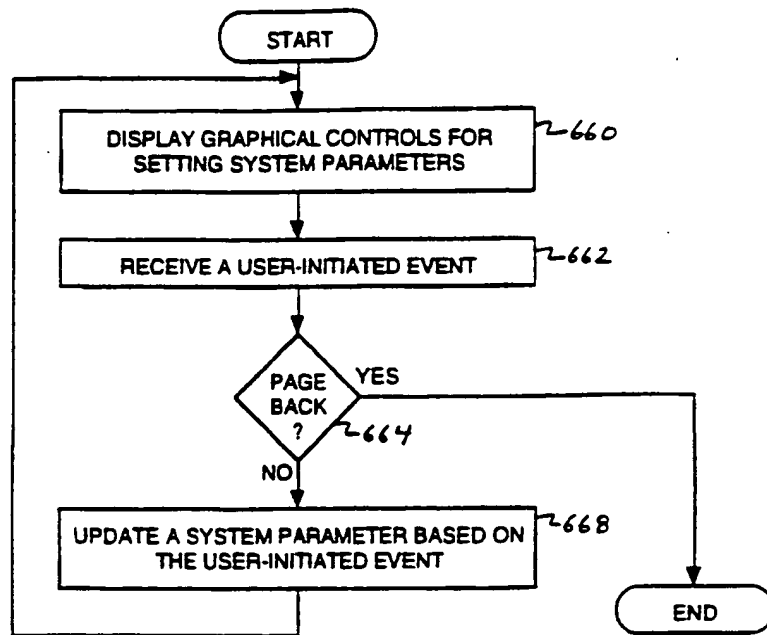 START
DISPLAY GRAPHICAL CONTROLS FOR
SETTING SYSTEM PARAMETERS
660
RECEIVE A USER-INITIATED EVENT
662
PAGE
BACK
?
664
YES
NO
UPDATE A SYSTEM PARAMETER BASED ON
THE USER-INITIATED EVENT
668
END